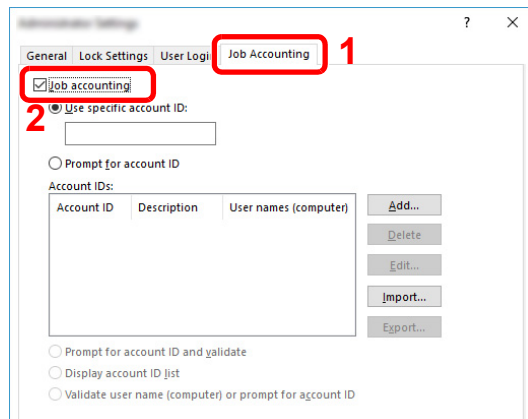 ? ×
General Lock Settings User Logi Job Accounting 1
Job accounting
2 Use specific account ID:
Prompt for account ID
Account IDs:
Account ID Description User names (computer)
Add...
Delete
Edit...
Import...
Export...
Prompt for account ID and validate
Display account ID list
Validate user name (computer) or prompt for account ID